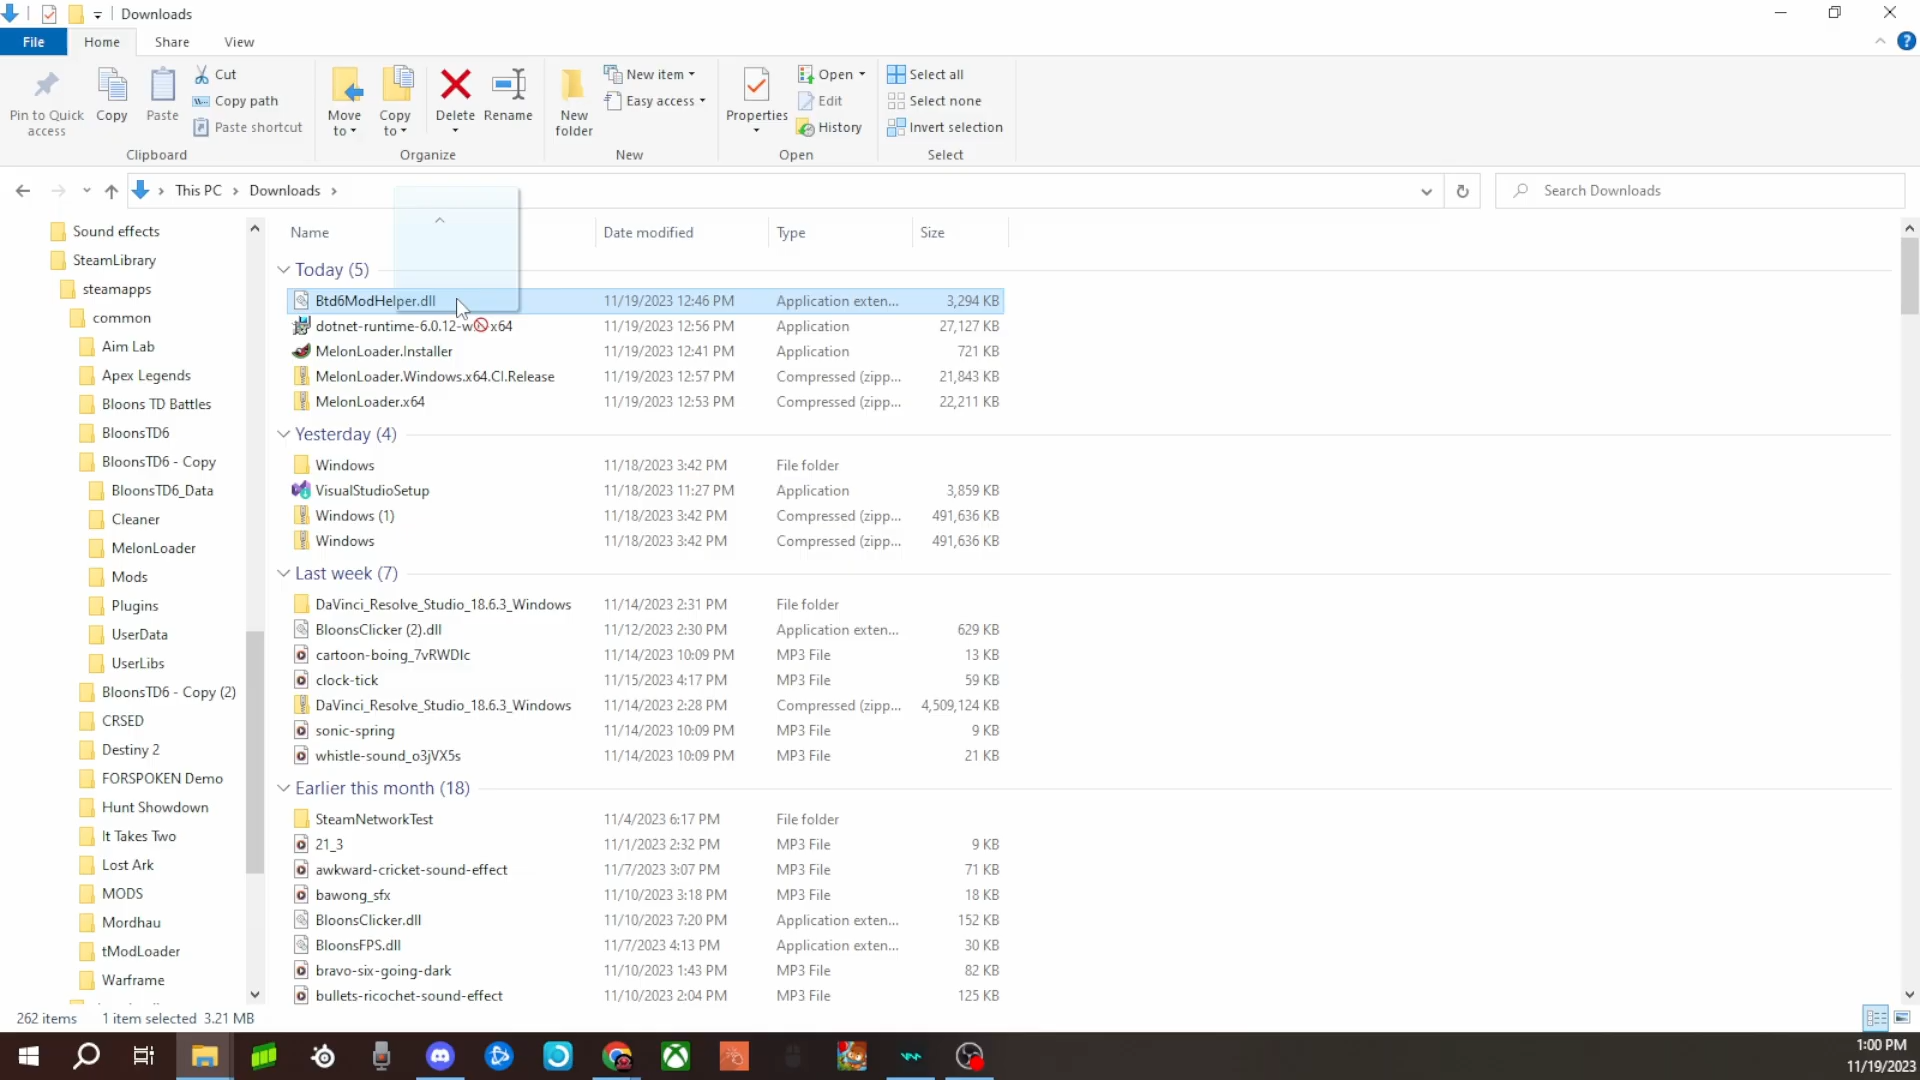 Downloads
File Home Share View
Pin to Quick access
Copy
Paste
Cut
Copy path
Paste shortcut
Clipboard
Move to
Copy to
Delete
Rename
Organize
New folder
New item
Easy access
New
Properties
Open
Edit
History
Open
Select all
Select none
Invert selection
Select
This PC > Downloads >
Search Downloads
Sound effects
SteamLibrary
steamapps
common
Aim Lab
Apex Legends
Bloons TD Battles
BloonsTD6
BloonsTD6 - Copy
BloonsTD6_Data
Cleaner
MelonLoader
Mods
Plugins
UserData
UserLibs
BloonsTD6 - Copy (2)
CRSED
Destiny 2
FORSPOKEN Demo
Hunt Showdown
It Takes Two
Lost Ark
MODS
Mordhau
tModLoader
Warframe
Name Date modified Type Size
Today (5)
Btd6ModHelper.dll 11/19/2023 12:46 PM Application exten... 3,294 KB
dotnet-runtime-6.0.12-w x64 11/19/2023 12:56 PM Application 27,127 KB
MelonLoader.Installer 11/19/2023 12:41 PM Application 721 KB
MelonLoader.Windows.x64.CI.Release 11/19/2023 12:57 PM Compressed (zipp... 21,843 KB
MelonLoader.x64 11/19/2023 12:53 PM Compressed (zipp... 22,211 KB
Yesterday (4)
Windows 11/18/2023 3:42 PM File folder
VisualStudioSetup 11/18/2023 11:27 PM Application 3,859 KB
Windows (1) 11/18/2023 3:42 PM Compressed (zipp... 491,636 KB
Windows 11/18/2023 3:42 PM Compressed (zipp... 491,636 KB
Last week (7)
DaVinci_Resolve_Studio_18.6.3_Windows 11/14/2023 2:31 PM File folder
BloonsClicker (2).dll 11/12/2023 2:30 PM Application exten... 629 KB
cartoon-boing_7vRWDIc 11/14/2023 10:09 PM MP3 File 13 KB
clock-tick 11/15/2023 4:17 PM MP3 File 59 KB
DaVinci_Resolve_Studio_18.6.3_Windows 11/14/2023 2:28 PM Compressed (zipp... 4,509,124 KB
sonic-spring 11/14/2023 10:09 PM MP3 File 9 KB
whistle-sound_o3jVX5s 11/14/2023 10:09 PM MP3 File 21 KB
Earlier this month (18)
SteamNetworkTest 11/4/2023 6:17 PM File folder
21_3 11/1/2023 2:32 PM MP3 File 9 KB
awkward-cricket-sound-effect 11/7/2023 3:07 PM MP3 File 71 KB
bawong_sfx 11/10/2023 3:18 PM MP3 File 18 KB
BloonsClicker.dll 11/10/2023 7:20 PM Application exten... 152 KB
BloonsFPS.dll 11/7/2023 4:13 PM Application exten... 30 KB
bravo-six-going-dark 11/10/2023 1:43 PM MP3 File 82 KB
bullets-ricochet-sound-effect 11/10/2023 2:04 PM MP3 File 125 KB
262 items 1 item selected 3.21 MB
1:00 PM
11/19/2023